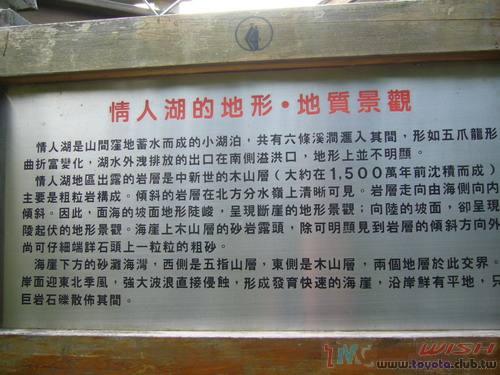 情人湖的地形•地質景觀
情人湖是山間窪地蓄水而成的小湖泊，共有六條溪澗滙入其間，形如五爪龍形
曲折富變化，湖水外洩排放的出口在南側溢洪口，地形上並不明顯。
情人湖地區出露的岩層是中新世的木山層（大約在1,500萬年前沈積而成）
主要是粗粒岩構成。傾斜的岩層在北方分水嶺上清晰可見。岩層走向由海側向內
傾斜。因此，面海的坡面地形陡峻，呈現斷崖的地形景觀；向陸的坡面，卻呈現
陵起伏的地形景觀。海崖上木山層的砂岩露頭，除可明顯見到岩層的傾斜方向外
尚可仔細端詳石頭上一粒粒的粗砂。
海崖下方的砂灘海灣，西側是五指山層，東側是木山層，兩個地層於此交界。
岸面迎東北季風，強大波浪直接侵蝕，形成發育快速的海崖，沿岸鮮有平地，只
巨岩石礫散佈其間。
TMC WISH
www.toyota.club.tw